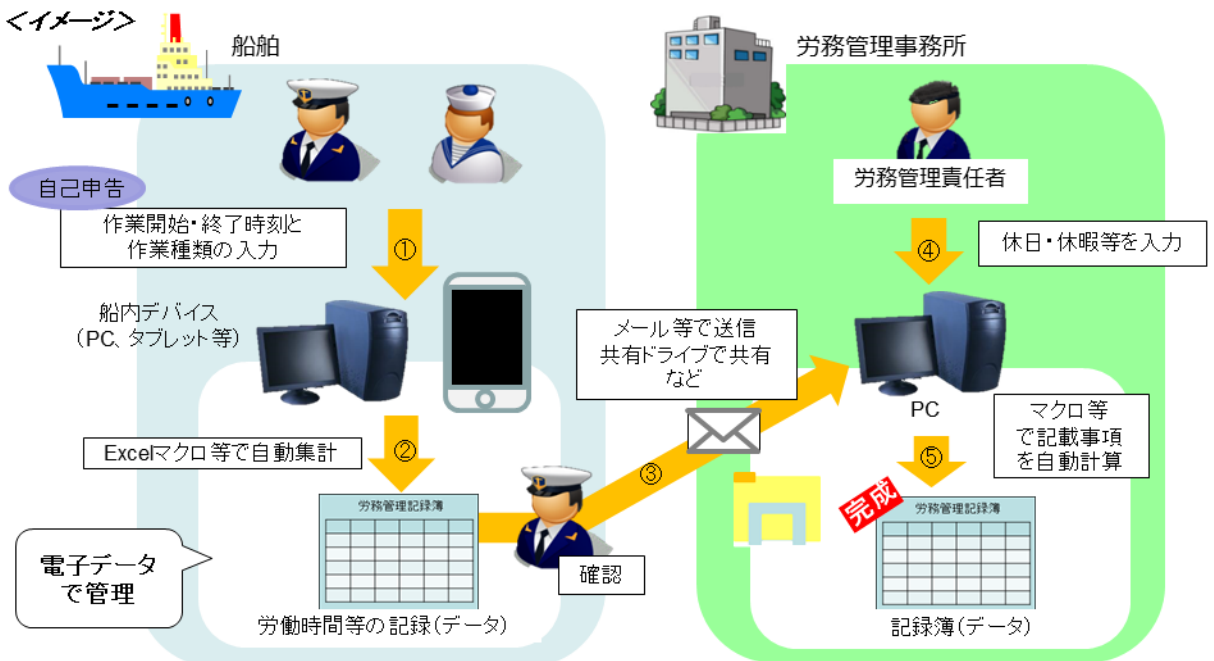 ＜イメージ＞
船舶
労務管理事務所
自己申告
作業開始・終了時刻と
作業種類の入力
①
労務管理責任者
④
休日・休暇等を入力
船内デバイス
（PC、タブレット等）
メール等で送信
共有ドライブで共有
など
PC
マクロ等
で記載事項
を自動計算
Excelマクロ等で自動集計
②
③
⑤
労務管理記録簿
完成
労務管理記録簿
電子データ
で管理
確認
労働時間等の記録（データ）
記録簿（データ）